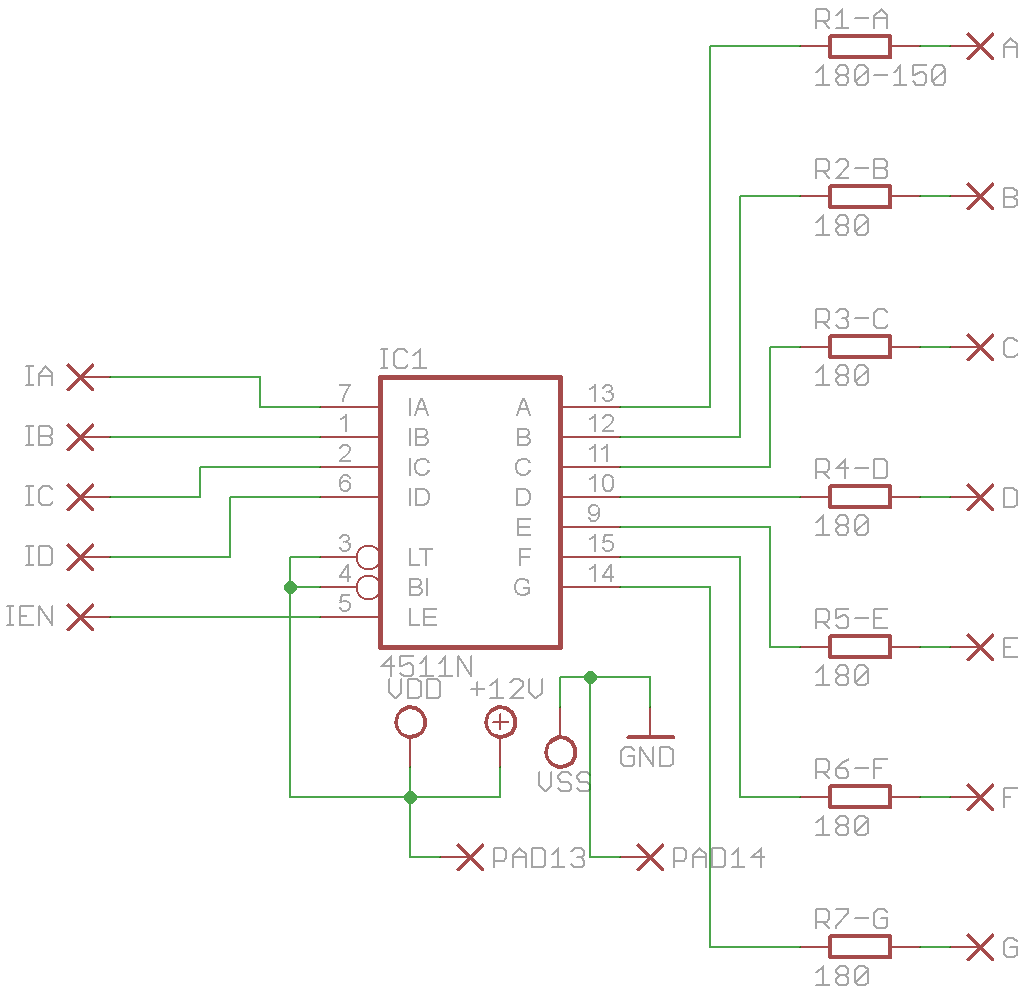 R1-A
A
180-150
R2-B
B
180
R3-C
C
180
IC1
IA
7
IA
A
13
IB
1
IB
B
12
IC
2
IC
C
11
6
ID
D
10
R4-D
D
180
E
9
ID
3
LT
F
15
4
BI
G
14
IEN
5
LE
R5-E
E
180
4511N
VDD
+12V
VSS
GND
R6-F
F
180
PAD13
PAD14
R7-G
G
180